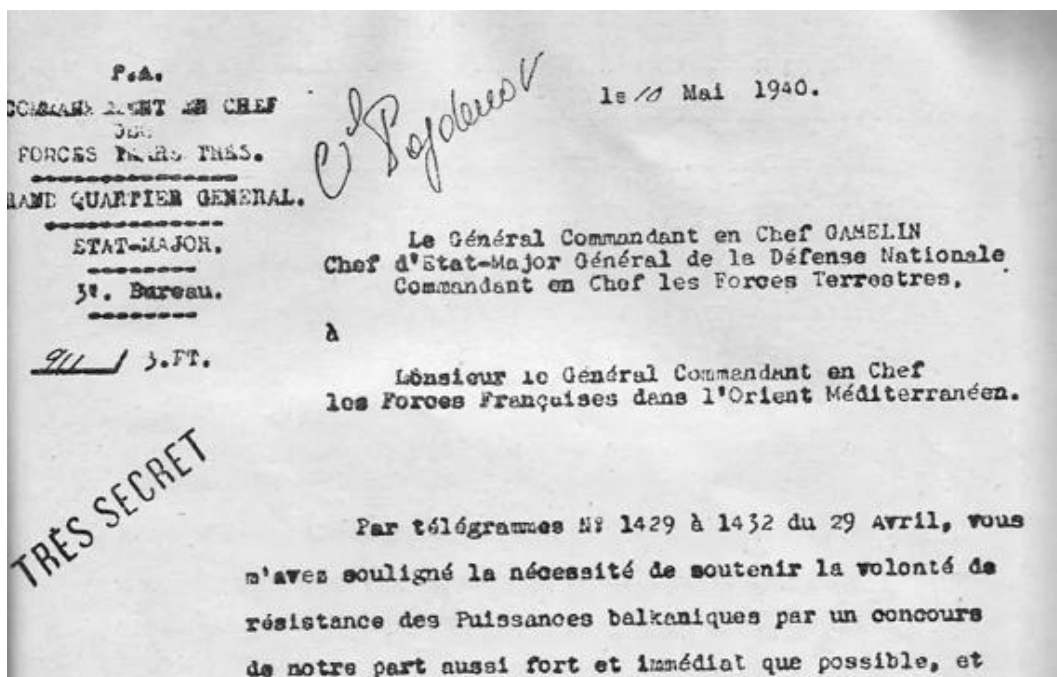 P.A.
EN CHEF
FORCES
QUARTIER GENERAL.
ETAT-MAJOR.
3e. Bureau.
911 / 3.FT.
TRÈS SECRET
le 10 Mai 1940.
Le Général Commandant en Chef GAMELIN
Chef d'Etat-Major Général de la Défense Nationale
Commandant en Chef les Forces Terrestres,
à
Monsieur le Général Commandant en Chef
les Forces Françaises dans l'Orient Méditerranéen.
Par télégrammes N° 1429 à 1432 du 29 Avril, vous
m'avez souligné la nécessité de soutenir la volonté de
résistance des Puissances balkaniques par un concours
de notre part aussi fort et immédiat que possible, et